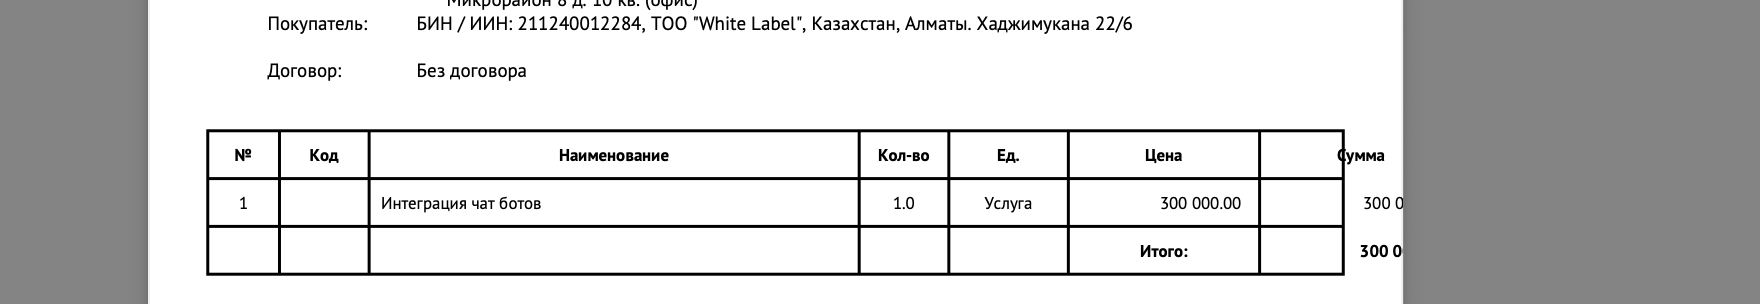 Микрорайон 8 д. 10 кв. (офис)
Покупатель: БИН / ИИН: 211240012284, ТОО "White Label", Казахстан, Алматы. Хаджимукана 22/6
Договор: Без договора
№ Код Наименование Кол-во Ед. Цена Сумма
1 Интеграция чат ботов 1.0 Услуга 300 000.00 300 0
Итого: 300 0